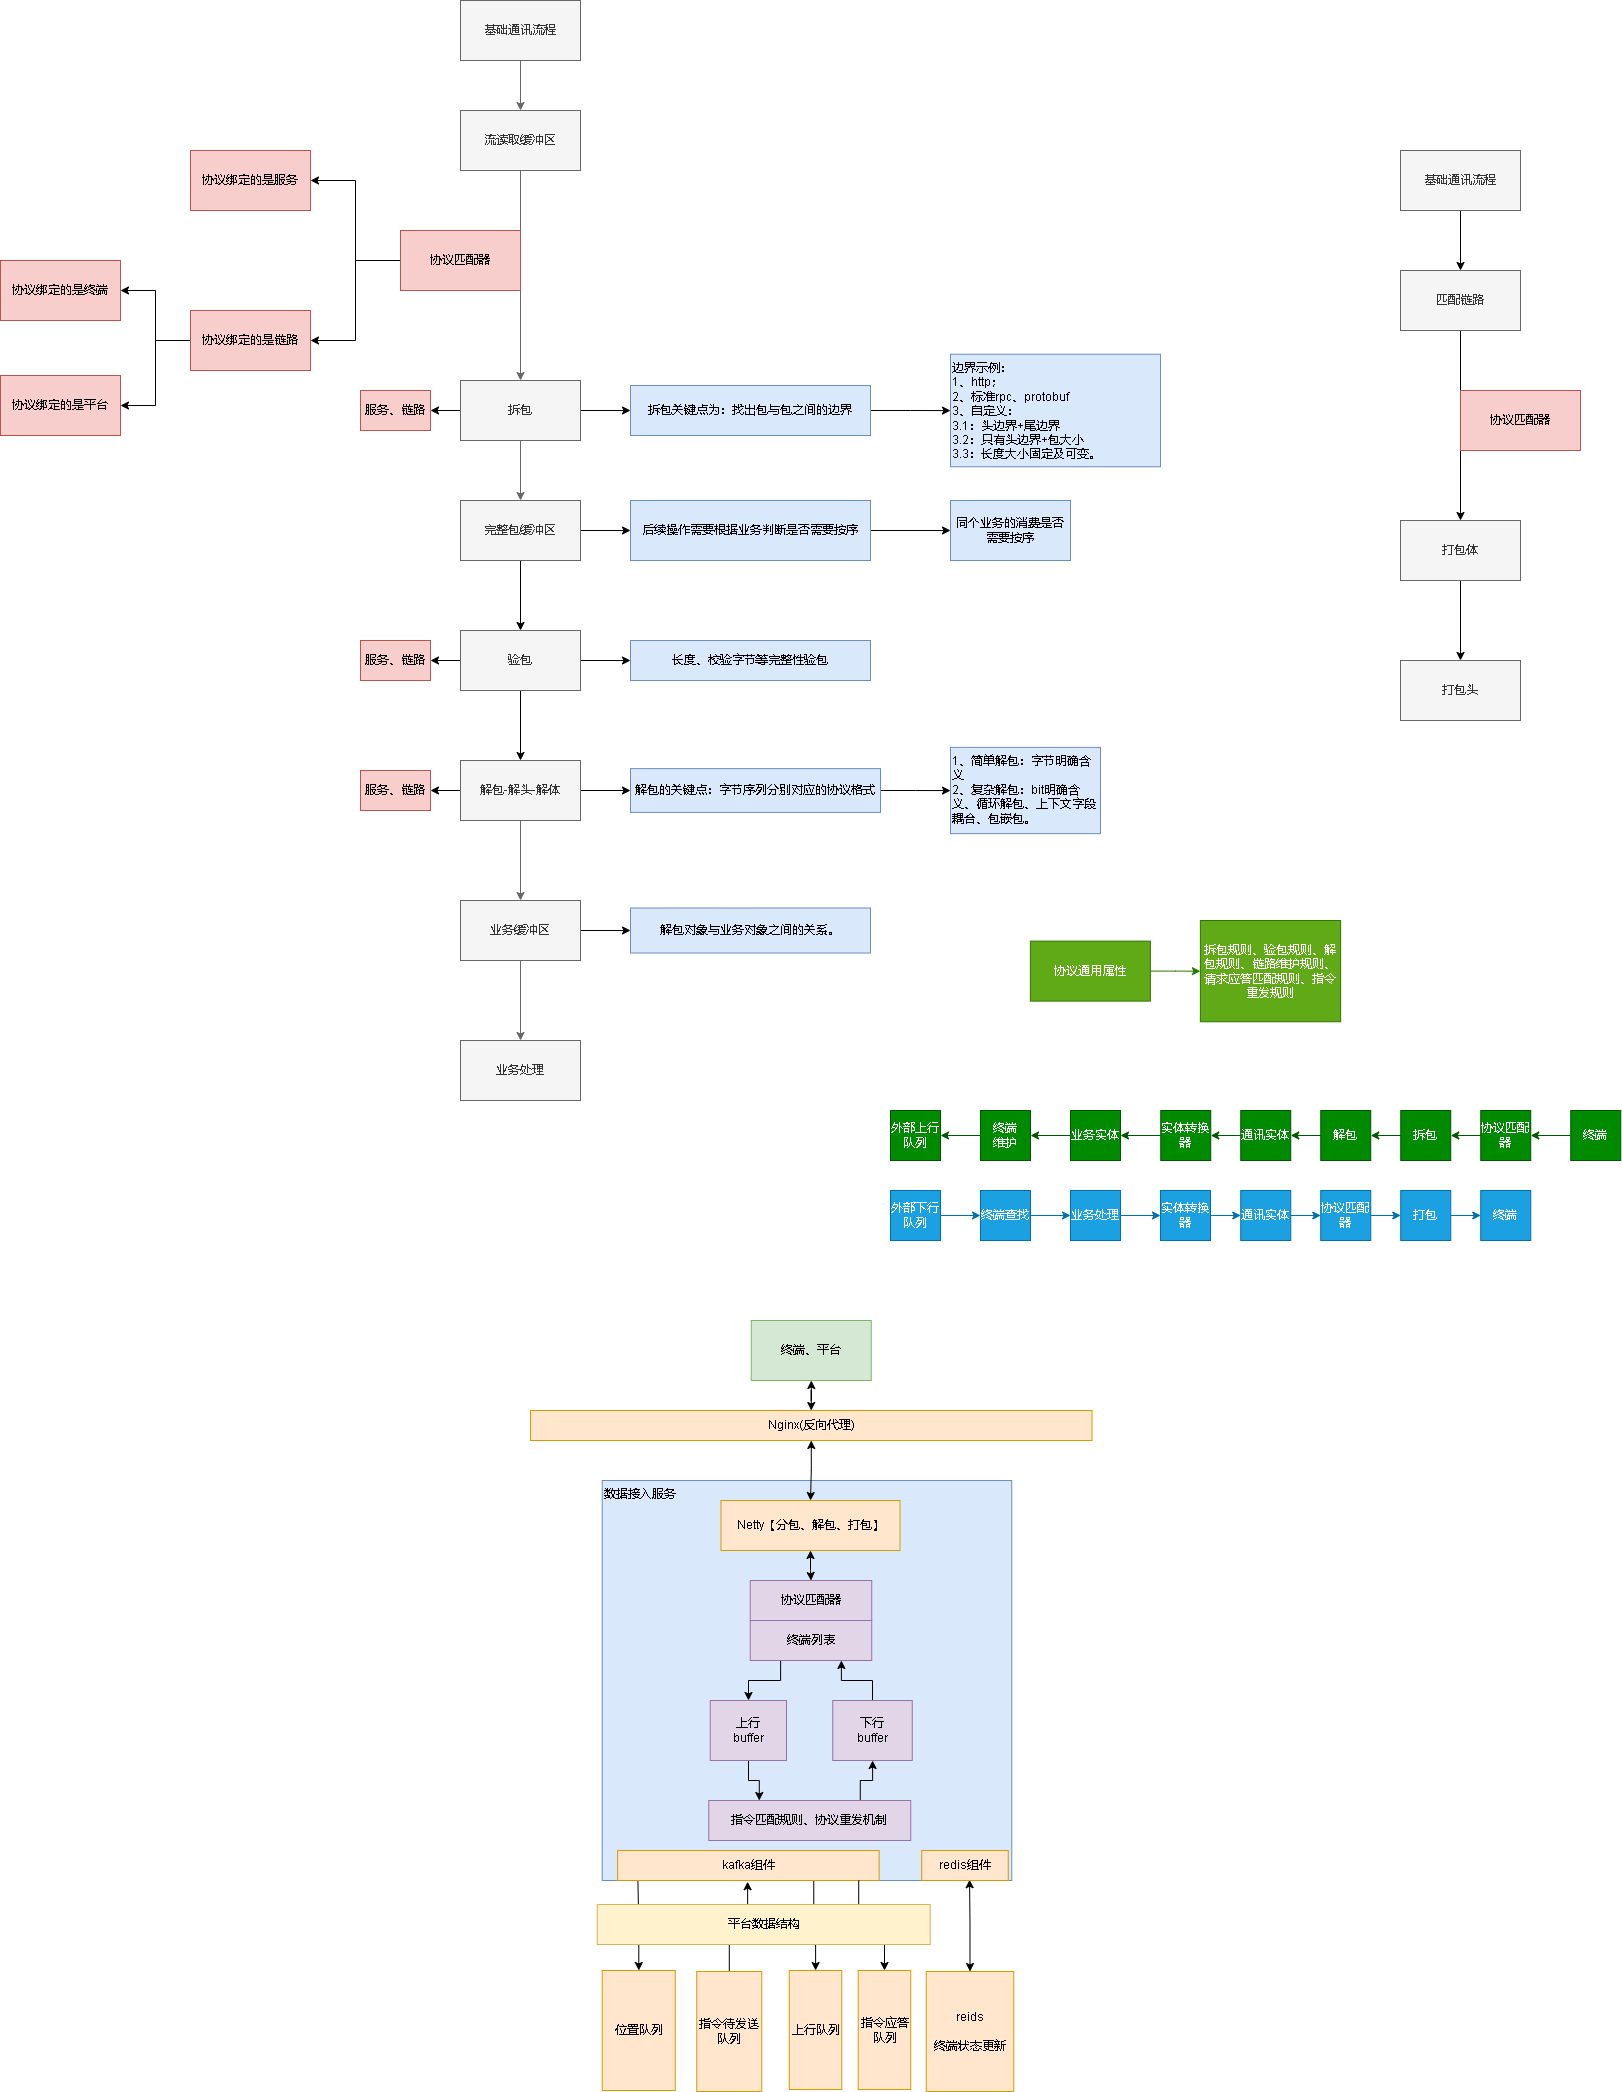 基础通讯流程
流读取缓冲区
协议绑定的是服务
基础通讯流程
协议匹配器
协议绑定的是终端
匹配链路
协议绑定的是链路
协议绑定的是平台
服务、链路
拆包
拆包关键点为：找出包与包之间的边界
边界示例：
1、http；
2、标准rpc、protobuf
3、自定义：
3.1：头边界+尾边界
3.2：只有头边界+包大小
3.3：长度大小固定及可变。
协议匹配器
完整包缓冲区
后续操作需要根据业务判断是否需要按序
同个业务的消费是否
需要按序
打包体
服务、链路
验包
长度、校验字节等完整性验包
打包头
服务、链路
解包-解头-解体
解包的关键点：字节序列分别对应的协议格式
1、简单解包：字节明确含
义
2、复杂解包：bit明确含
义、循环解包、上下文字段
耦合、包嵌包。
业务缓冲区
解包对象与业务对象之间的关系。
协议通用属性
拆包规则、验包规则、解
包规则、链路维护规则、
请求应答匹配规则、指令
重发规则
业务处理
外部上行
队列
终端
维护
业务实体
实体转换
器
通讯实体
解包
拆包
协议匹配
器
终端
外部下行
队列
终端查找
业务处理
实体转换
器
通讯实体
协议匹配
器
打包
终端
终端、平台
Nginx(反向代理)
数据接入服务
Netty【分包、解包、打包】
协议匹配器
终端列表
上行
buffer
下行
buffer
指令匹配规则、协议重发机制
kafka组件
redis组件
平台数据结构
位置队列
指令待发送
队列
上行队列
指令应答
队列
reids
终端状态更新